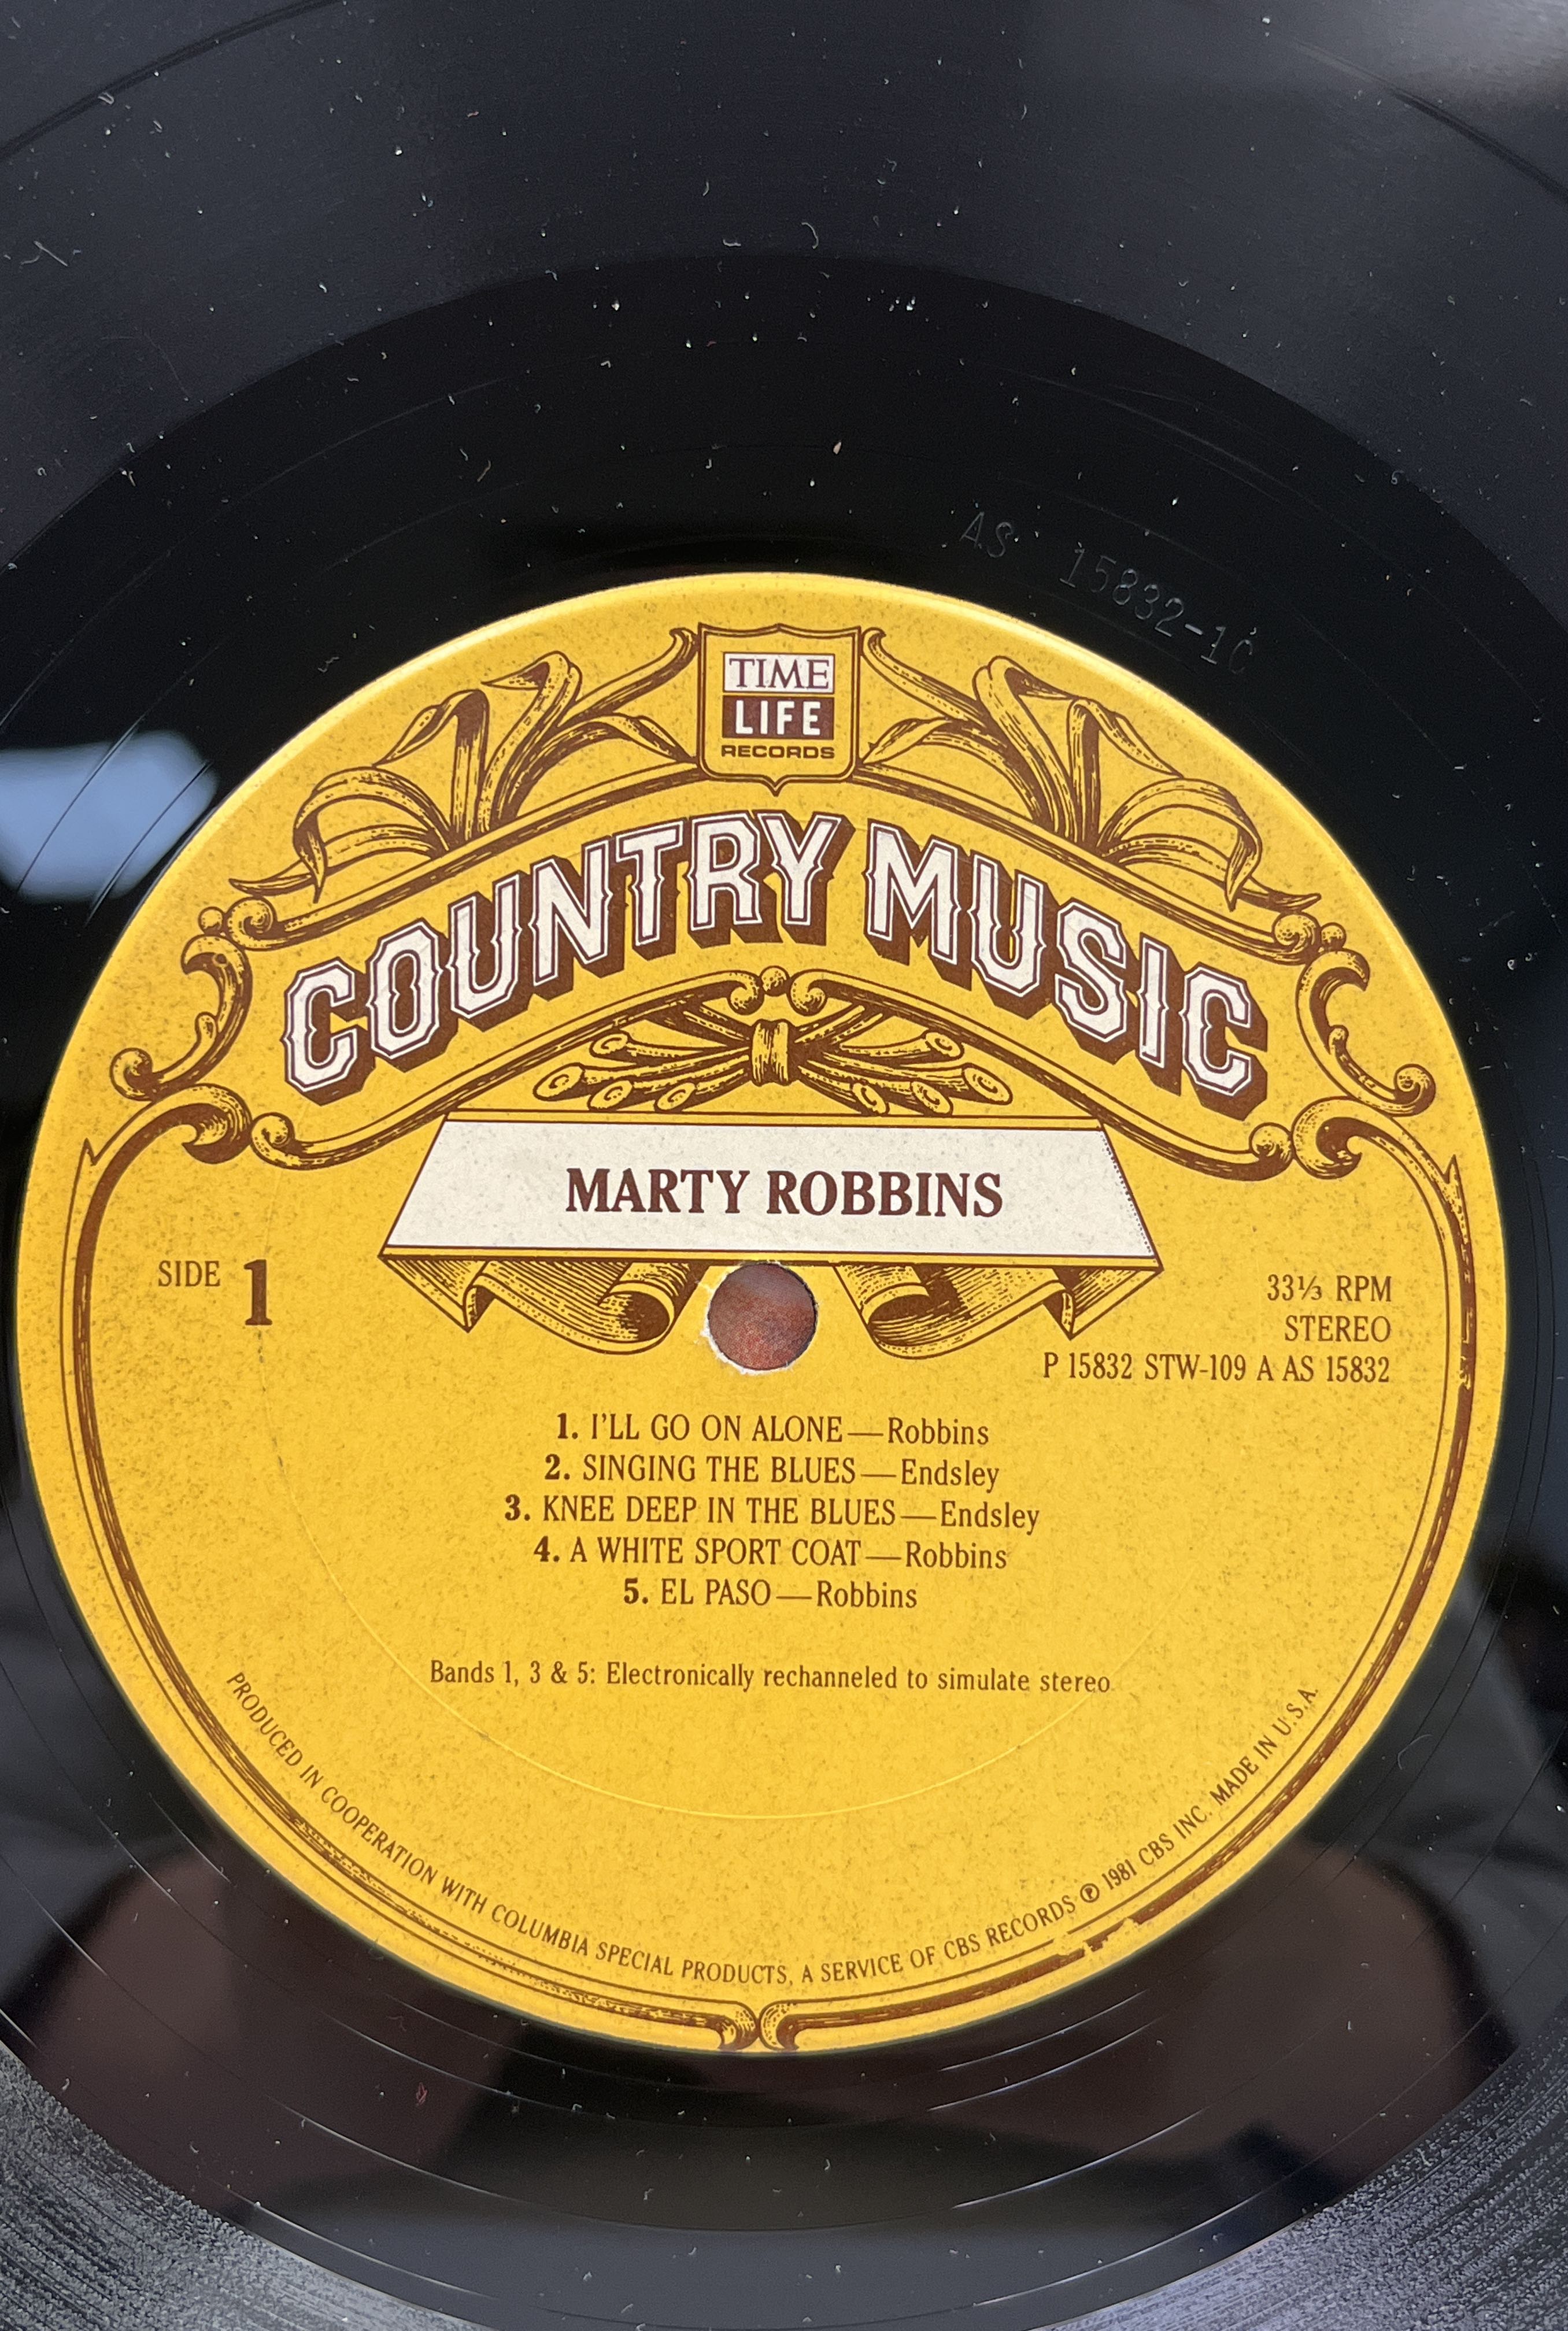 AS 15832-1C
TIME
LIFE
RECORDS
COUNTRY MUSIC
MARTY ROBBINS
SIDE 1
33⅓ RPM
STEREO
P 15832 STW-109 A AS 15832
1. I'LL GO ON ALONE—Robbins
2. SINGING THE BLUES—Endsley
3. KNEE DEEP IN THE BLUES—Endsley
4. A WHITE SPORT COAT—Robbins
5. EL PASO—Robbins
Bands 1, 3 & 5: Electronically rechanneled to simulate stereo
PRODUCED IN COOPERATION WITH COLUMBIA SPECIAL PRODUCTS, A SERVICE OF CBS RECORDS ℗ 1981 CBS INC. MADE IN U.S.A.